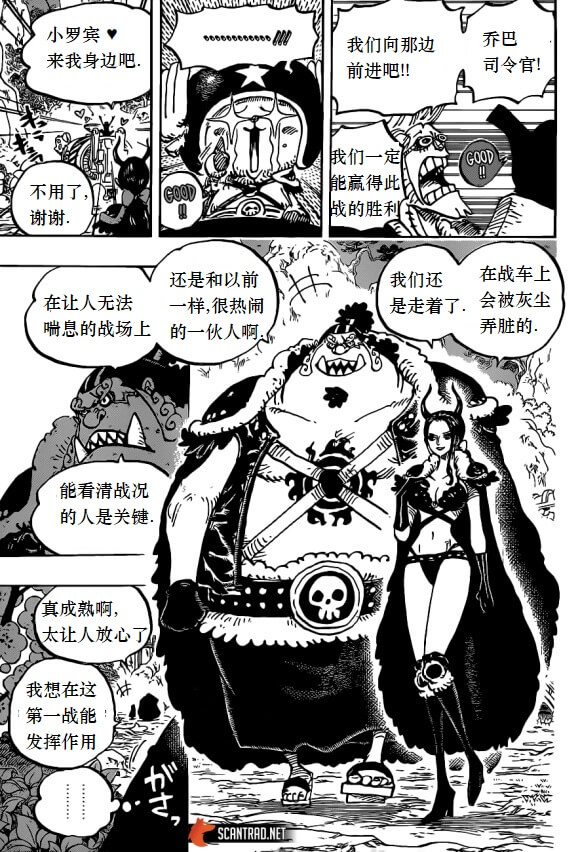 乔巴
司令官!
我们向那边
前进吧!!
我们一定
能赢得此
战的胜利
GOOD
!!
…………!!!
GOOD
!!
小罗宾 ♥
来我身边吧.
不用了,
谢谢.
在战车上
会被灰尘
弄脏的.
我们还
是走着了.
还是和以前
一样,很热闹
的一伙人啊.
在让人无法
喘息的战场上
能看清战况
的人是关键.
真成熟啊,
太让人放心了
我想在这
第一战能
发挥作用
………
ガさっ
SCANTRAD.NET